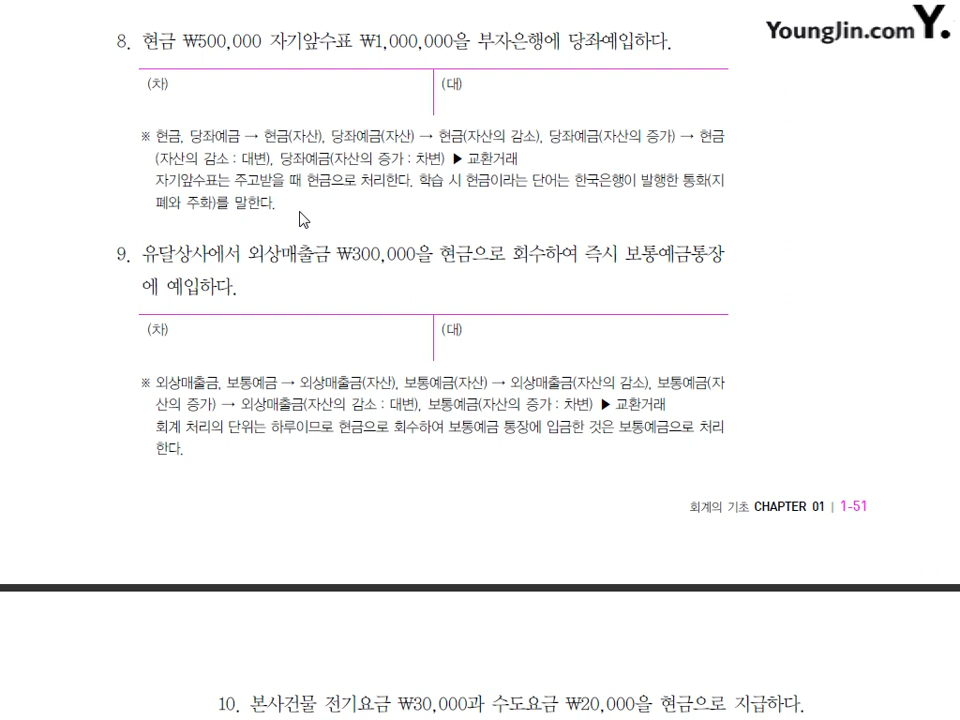 YoungJin.com Y.
8. 현금 ₩500,000 자기앞수표 ₩1,000,000을 부자은행에 당좌예입하다.
(차) (대)
※ 현금, 당좌예금 → 현금(자산), 당좌예금(자산) → 현금(자산의 감소), 당좌예금(자산의 증가) → 현금
(자산의 감소 : 대변), 당좌예금(자산의 증가 : 차변) ▶ 교환거래
자기앞수표는 주고받을 때 현금으로 처리한다. 학습 시 현금이라는 단어는 한국은행이 발행한 통화(지
폐와 주화)를 말한다.
9. 유달상사에서 외상매출금 ₩300,000을 현금으로 회수하여 즉시 보통예금통장
에 예입하다.
(차) (대)
※ 외상매출금, 보통예금 → 외상매출금(자산), 보통예금(자산) → 외상매출금(자산의 감소), 보통예금(자
산의 증가) → 외상매출금(자산의 감소 : 대변), 보통예금(자산의 증가 : 차변) ▶ 교환거래
회계 처리의 단위는 하루이므로 현금으로 회수하여 보통예금 통장에 입금한 것은 보통예금으로 처리
한다.
회계의 기초 CHAPTER 01 | 1-51
10. 본사건물 전기요금 ₩30,000과 수도요금 ₩20,000을 현금으로 지급하다.